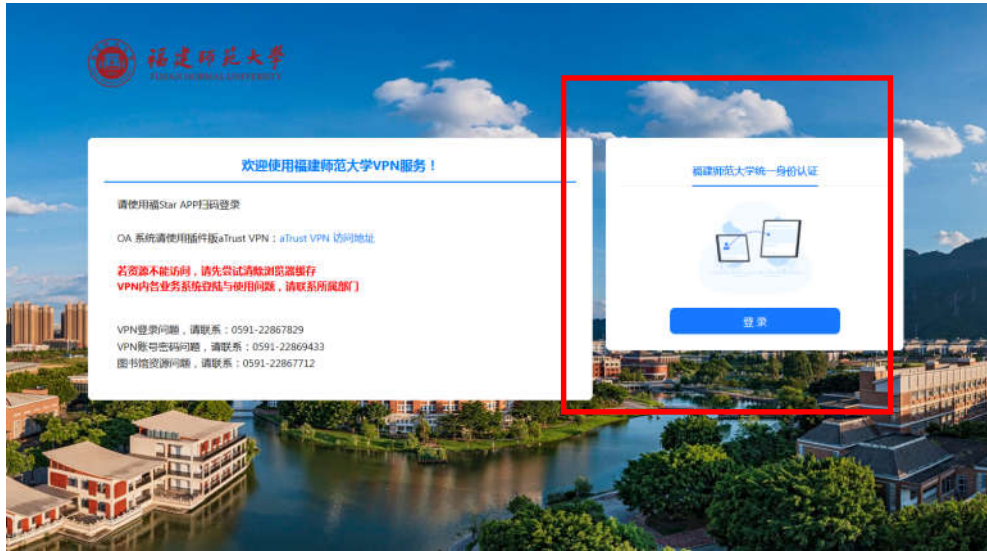 福建师范大学
FUJIAN NORMAL UNIVERSITY
欢迎使用福建师范大学VPN服务！
请使用福Star APP扫码登录
OA 系统请使用插件版aTrust VPN：aTrust VPN 访问地址
若资源不能访问，请先尝试清除浏览器缓存
VPN内各业务系统登陆与使用问题，请联系所属部门
VPN登录问题，请联系：0591-22867829
VPN账号密码问题，请联系：0591-22869433
图书馆资源问题，请联系：0591-22867712
福建师范大学统一身份认证
登 录